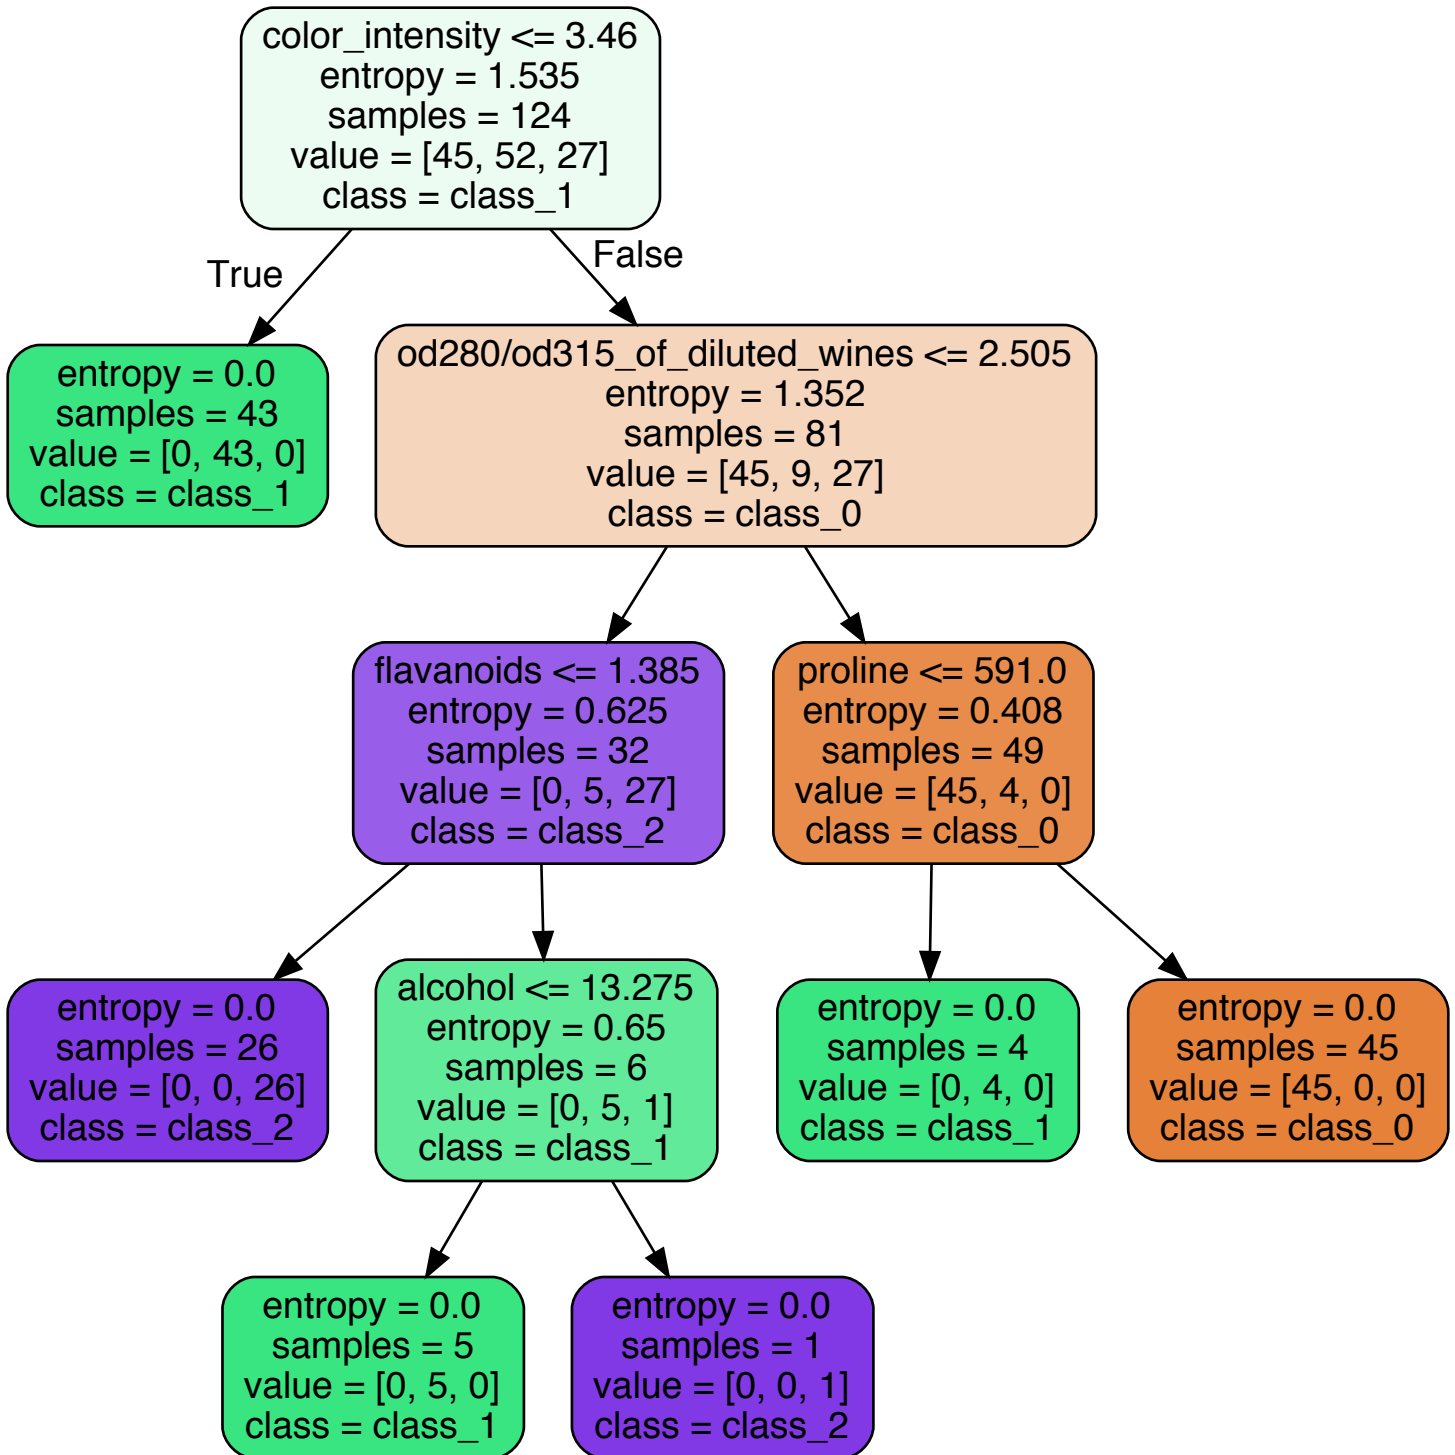 color_intensity <= 3.46
entropy = 1.535
samples = 124
value = [45, 52, 27]
class = class_1
True
False
entropy = 0.0
samples = 43
value = [0, 43, 0]
class = class_1
od280/od315_of_diluted_wines <= 2.505
entropy = 1.352
samples = 81
value = [45, 9, 27]
class = class_0
flavanoids <= 1.385
entropy = 0.625
samples = 32
value = [0, 5, 27]
class = class_2
proline <= 591.0
entropy = 0.408
samples = 49
value = [45, 4, 0]
class = class_0
entropy = 0.0
samples = 26
value = [0, 0, 26]
class = class_2
alcohol <= 13.275
entropy = 0.65
samples = 6
value = [0, 5, 1]
class = class_1
entropy = 0.0
samples = 4
value = [0, 4, 0]
class = class_1
entropy = 0.0
samples = 45
value = [45, 0, 0]
class = class_0
entropy = 0.0
samples = 5
value = [0, 5, 0]
class = class_1
entropy = 0.0
samples = 1
value = [0, 0, 1]
class = class_2